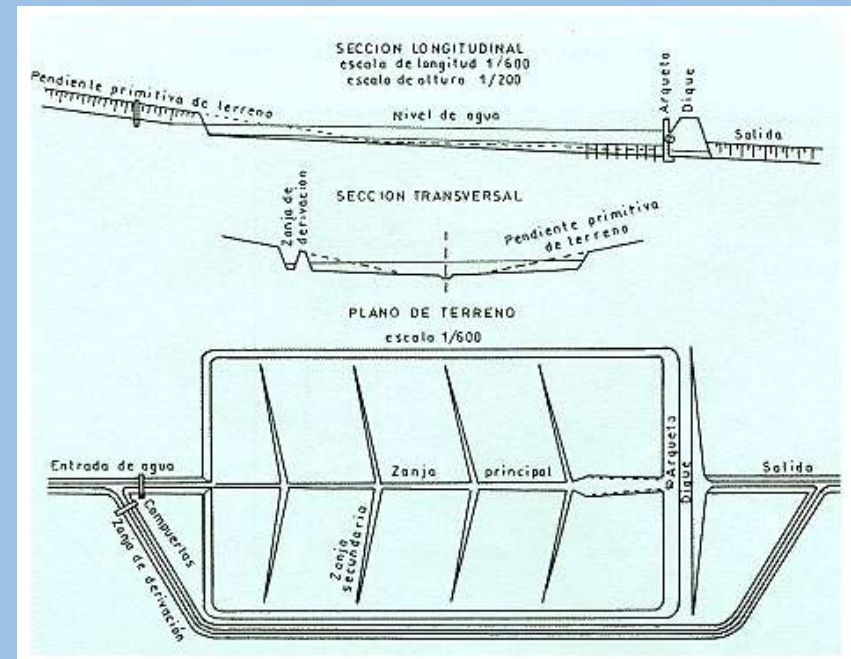 SECCION LONGITUDINAL
escala de longitud 1/600
escala de altura 1/200
Pendiente primitiva de terreno
Nivel de agua
Arqueta
Dique
Salida
SECCION TRANSVERSAL
Zanja de
derivación
Pendiente primitiva
de terreno
PLANO DE TERRENO
escala 1/600
Entrada de agua
Zanja principal
Arqueta
Dique
Salida
Compuertas
Zanja de derivación
Zanja
secundaria